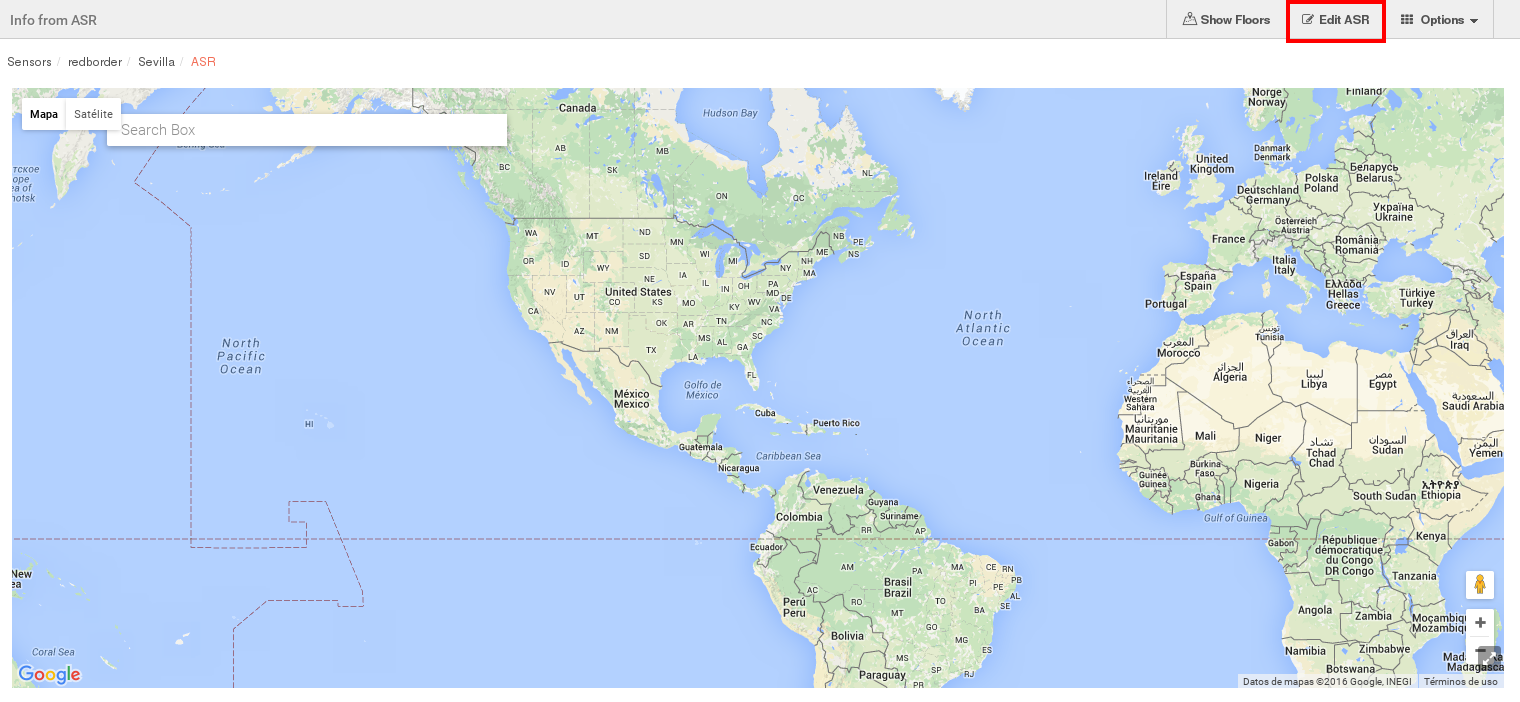 Info from ASR
Show Floors
Edit ASR
Options
Sensors / redborder / Sevilla / ASR
Mapa
Satélite
Search Box
Canada
Hudson Bay
AB
MB
SK
BC
ON
QC
NL
NB
PE
NS
ME
WA
MT
ND
MN
OR
ID
SD
WI
MI
NY
NH
MA
WY
NE
IA
IL
IN
OH
PA
MD
DE
NV
UT
United States
CO
KS
MO
KY
WV
VA
CA
AZ
NM
OK
AR
TN
NC
SC
MS
AL
GA
TX
LA
FL
North
Pacific
Ocean
North
Atlantic
Ocean
HI
México
Mexico
Golfo de
México
Cuba
Puerto Rico
Guatemala
Caribbean Sea
Nicaragua
Venezuela
Guyana
Suriname
Colombia
RR
AP
Ecuador
AM
PA
MA
CE
RN
PB
PI
PE
AL
SE
AC
RO
TO
BA
Brasil
Brazil
Perú
Peru
MT
GO
MG
ES
Bolivia
MS
SP
RJ
Paraguay
Norge
Norway
Finland
United
Kingdom
Danmark
Denmark
Ireland
Éire
Беларусь
Belarus
Polska
Poland
Deutschland
Germany
Україна
Ukraine
France
Österreich
Austria
România
Romania
Italia
Italy
España
Spain
Ελλάδα
Hellas
Greece
Türkiye
Turkey
Portugal
تونس
Tunisia
العراق
Iraq
المغرب
Morocco
الجزائر
Algeria
ليبيا
Libya
مصر
Egypt
الصحراء
الغربية
Western
Sahara
السعودية
Saudi Arabia
موريتانيا
Mauritanie
Mauritania
Mali
Niger
تشاد
Tchad
Chad
السودان
Sudan
اليمن
Yemen
Burkina
Faso
Guinée
Guinea
Ghana
Nigeria
South Sudan
ኢትዮጵያ
Ethiopia
Gulf of Guinea
Gabon
République
démocratique
du Congo
DR Congo
Kenya
Tanzania
Angola
Zambia
Moçambiqu
Mozambiqu
Namibia
Zimbabwe
Botswana
Madagasca
New
Coral Sea
Google
Datos de mapas ©2016 Google, INEGI
Términos de uso